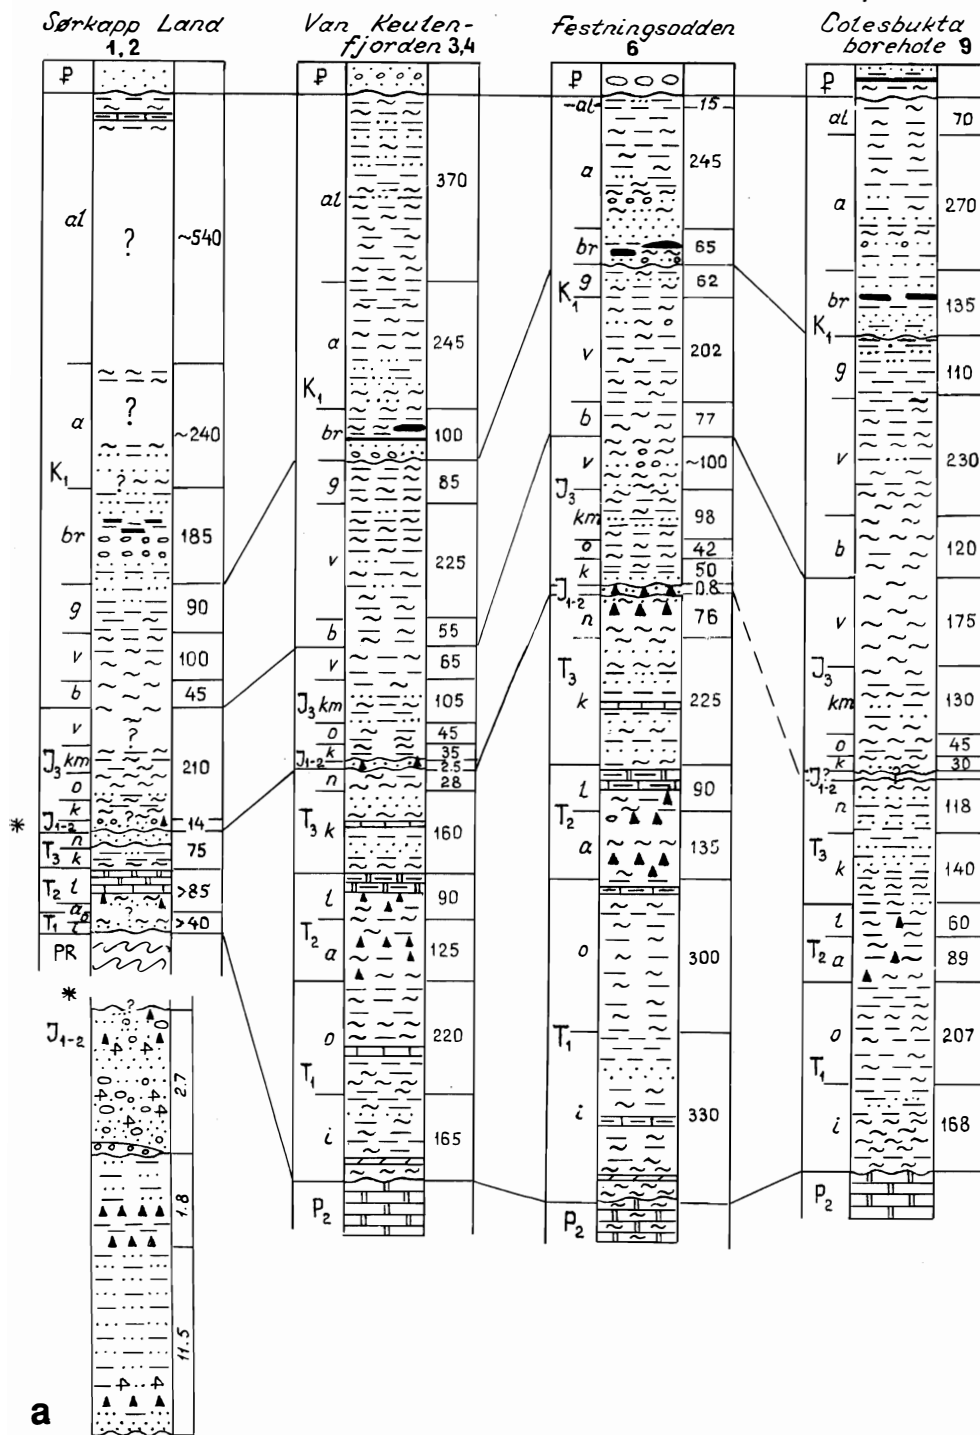 Sørkapp Land
1,2
₽
al
?
~540
a
?
~240
K₁
?
br
185
g
90
v
100
b
45
v
?
J₃ km
210
o
k
?
* J₁₋₂
14
n
T₃ k
75
T₂ l
>85
a
?
o
T₁ i
>40
PR
*
?
J₁₋₂
2.7
1.8
11.5
a
Van Keulen-
fjorden 3,4
₽
al
370
a
245
K₁
br
100
g
85
v
225
b
55
v
65
J₃ km
105
o
45
k
35
J₁₋₂
2.5
n
28
T₃ k
160
l
90
T₂
a
125
o
220
T₁
i
165
P₂
Festningsodden
6
₽
al
15
a
245
br
65
g
62
K₁
v
202
b
77
v
~100
J₃
km
98
o
42
k
50
J₁₋₂
0.8
n
76
T₃
k
225
l
90
T₂
a
135
o
300
T₁
i
330
P₂
Colesbukta
borehole 9
₽
al
70
a
270
br
135
K₁
g
110
v
230
b
120
v
175
J₃
km
130
o
45
k
30
J₁₋₂
?
n
118
T₃
k
140
l
60
T₂ a
89
o
207
T₁
i
168
P₂